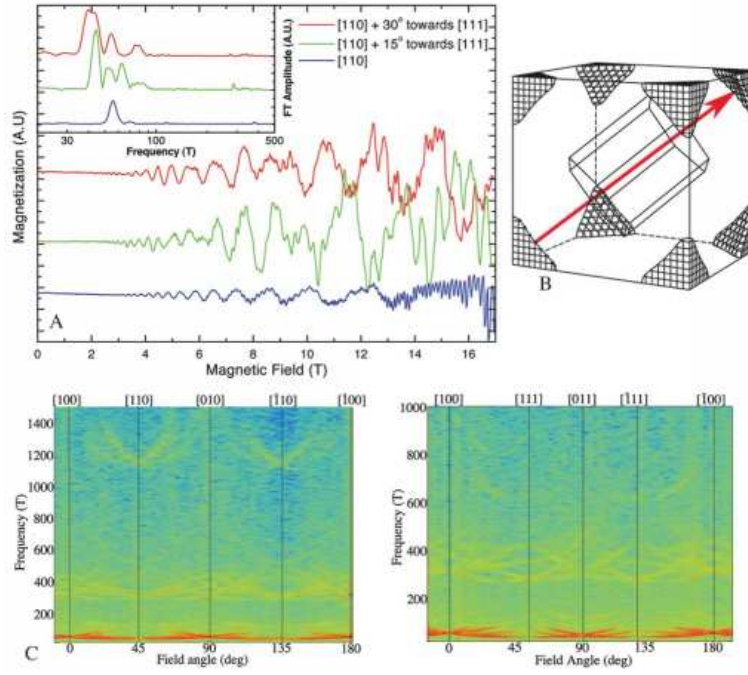 FT Amplitude (A.U.)
30 100 500
Frequency (T)
[110] + 30° towards [111]
[110] + 15° towards [111]
[110]
Magnetization (A.U)
A
0 2 4 6 8 10 12 14 16
Magnetic Field (T)
B
[100] [110] [010] [1̄10] [1̄00]
1400
1200
1000
800
600
400
200
Frequency (T)
0 45 90 135 180
Field angle (deg)
C
[100] [111] [011] [1̄11] [1̄00]
1000
800
600
400
200
Frequency (T)
0 45 90 135 180
Field Angle (deg)